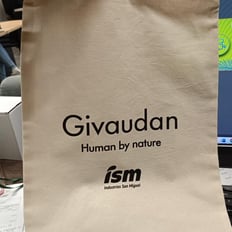 Givaudan
Human by nature
ism
Industrias San Miguel